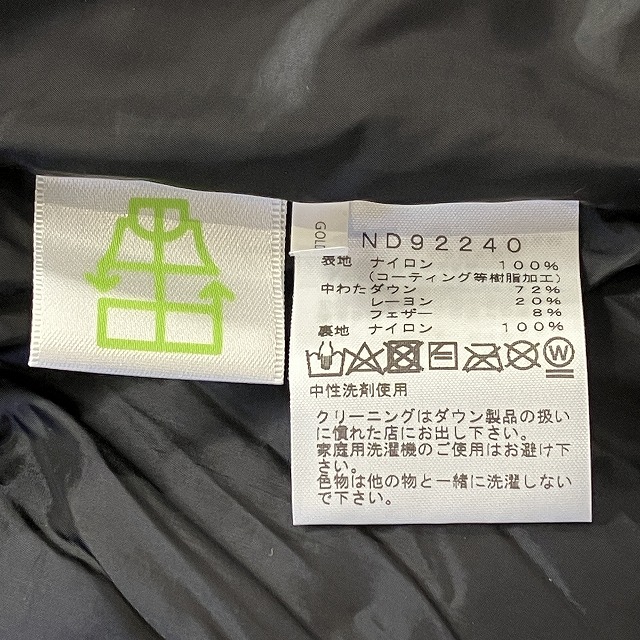 GOL
ND92240
表地 ナイロン 100%
(コーティング等樹脂加工)
中わたダウン 72%
レーヨン 20%
フェザー 8%
裏地 ナイロン 100%
W
中性洗剤使用
クリーニングはダウン製品の扱い
に慣れた店にお出し下さい。
家庭用洗濯機のご使用はお避け下
さい。
色物は他の物と一緒に洗濯しない
で下さい。